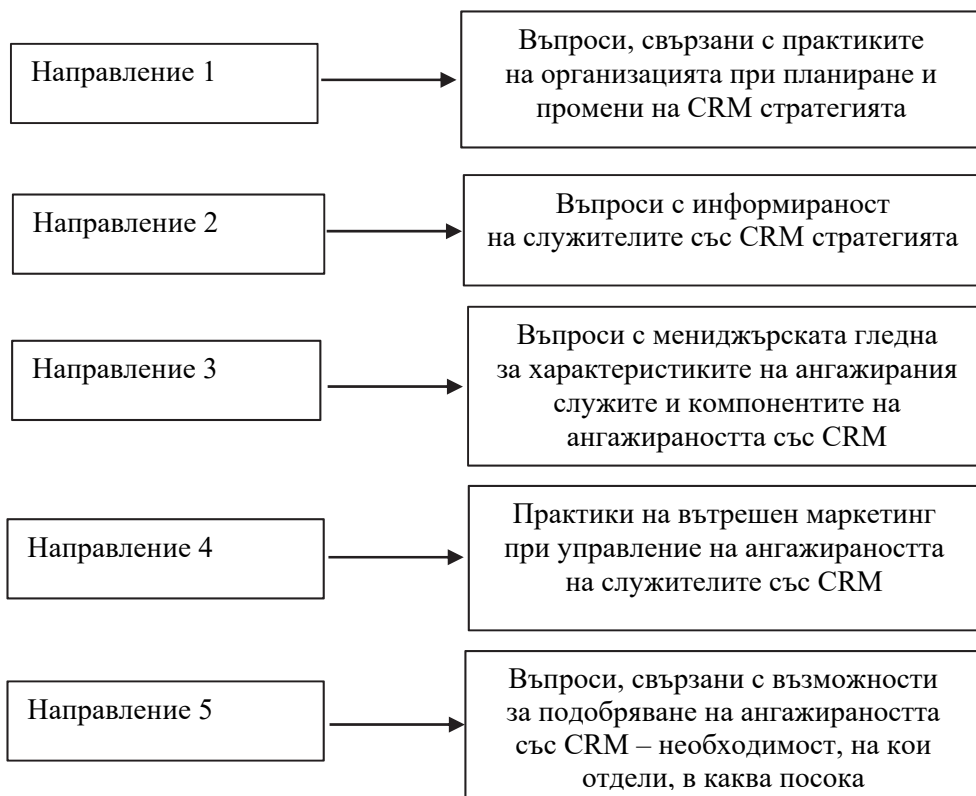 Направление 1
Въпроси, свързани с практиките
на организацията при планиране и
промени на CRM стратегията
Направление 2
Въпроси с информираност
на служителите със CRM стратегията
Направление 3
Въпроси с мениджърската гледна
за характеристиките на ангажирания
служите и компонентите на
ангажираността със CRM
Направление 4
Практики на вътрешен маркетинг
при управление на ангажираността
на служителите със CRM
Направление 5
Въпроси, свързани с възможности
за подобряване на ангажираността
със CRM – необходимост, на кои
отдели, в каква посока